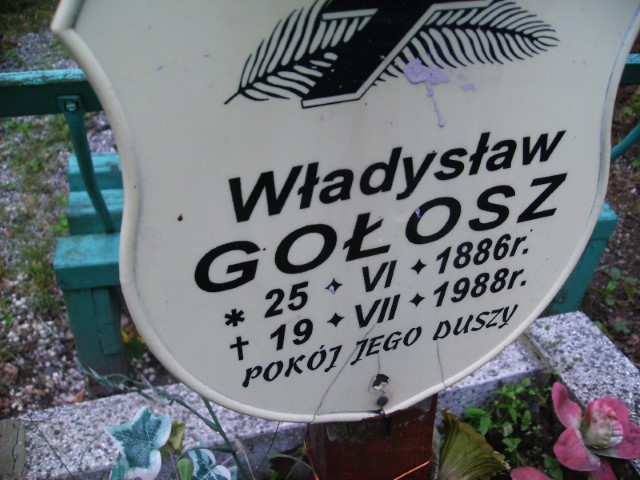 Władysław
GOŁOSZ
* 25 ✦ VI ✦ 1886r.
† 19 ✦ VII ✦ 1988r.
POKÓJ JEGO DUSZY